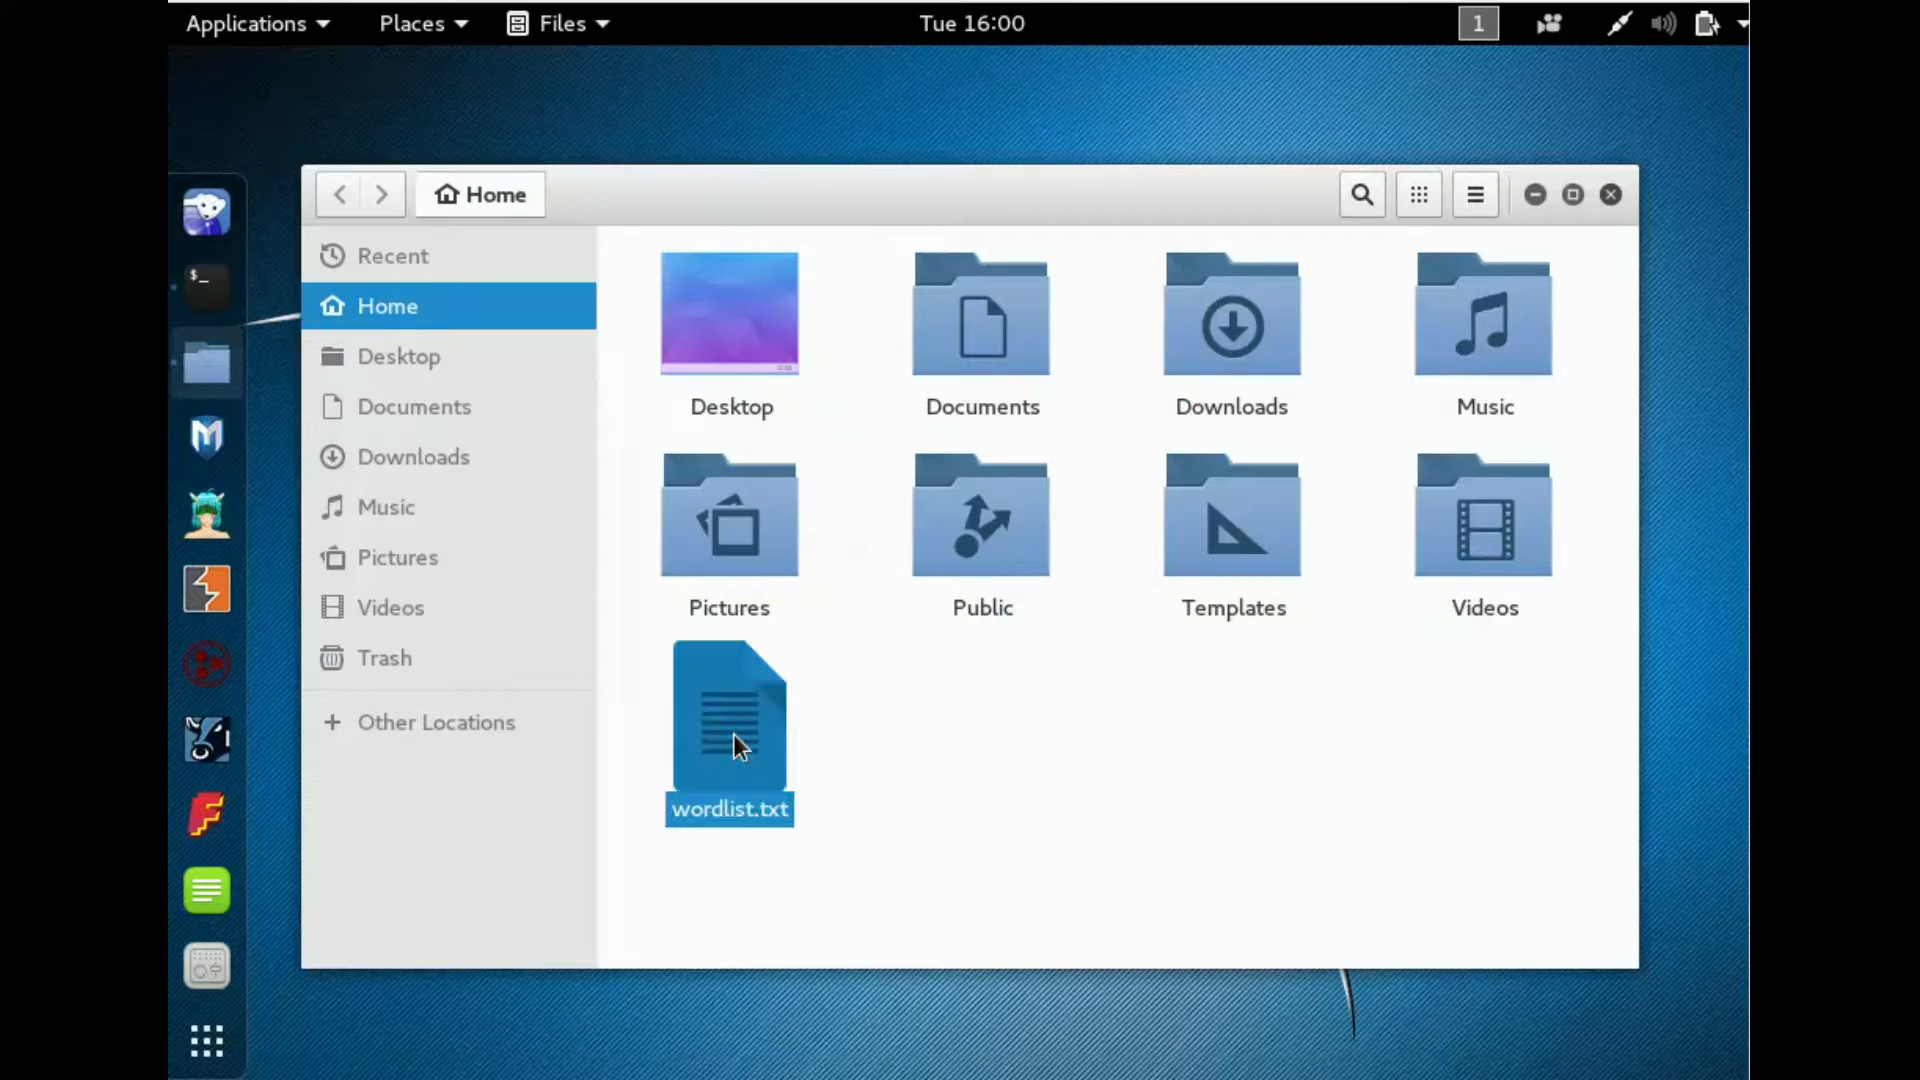 Applications Places Files Tue 16:00 1
Home
Recent
Home
Desktop
Documents
Downloads
Music
Pictures
Videos
Trash
Other Locations
Desktop Documents Downloads Music
Pictures Public Templates Videos
wordlist.txt
$_